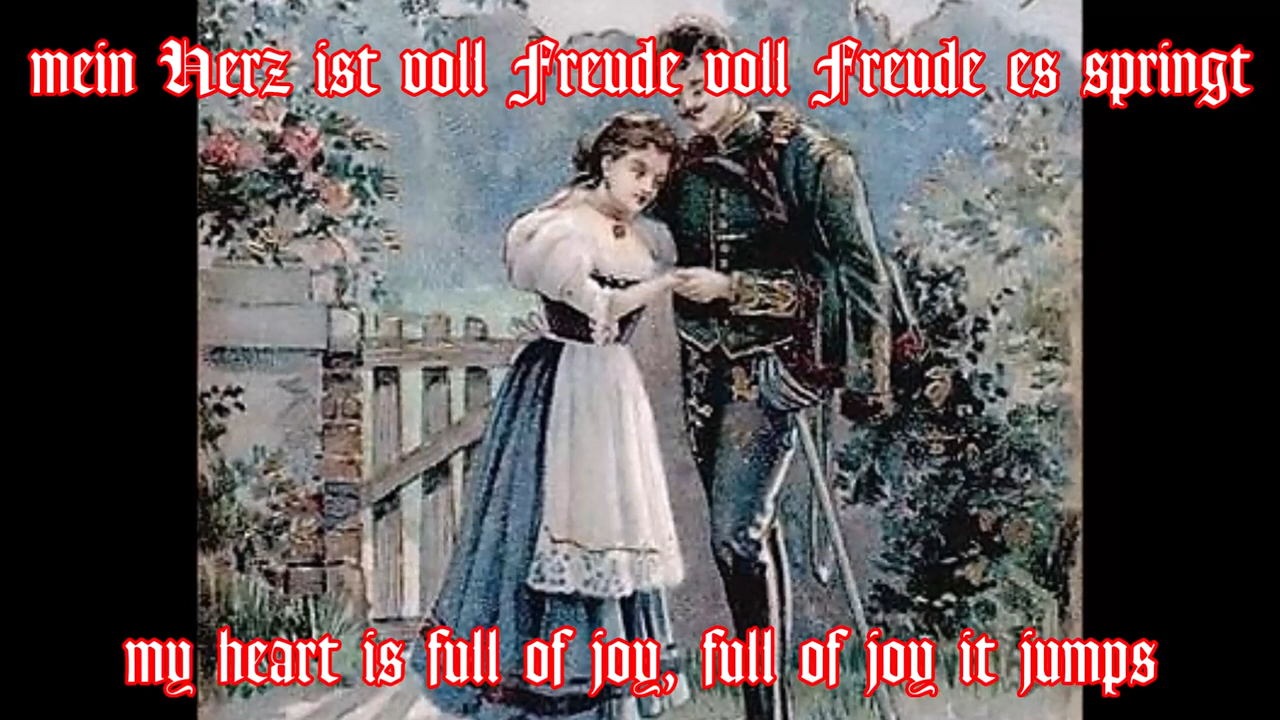 mein Herz ist voll Freude voll Freude es springt
my heart is full of joy, full of joy it jumps